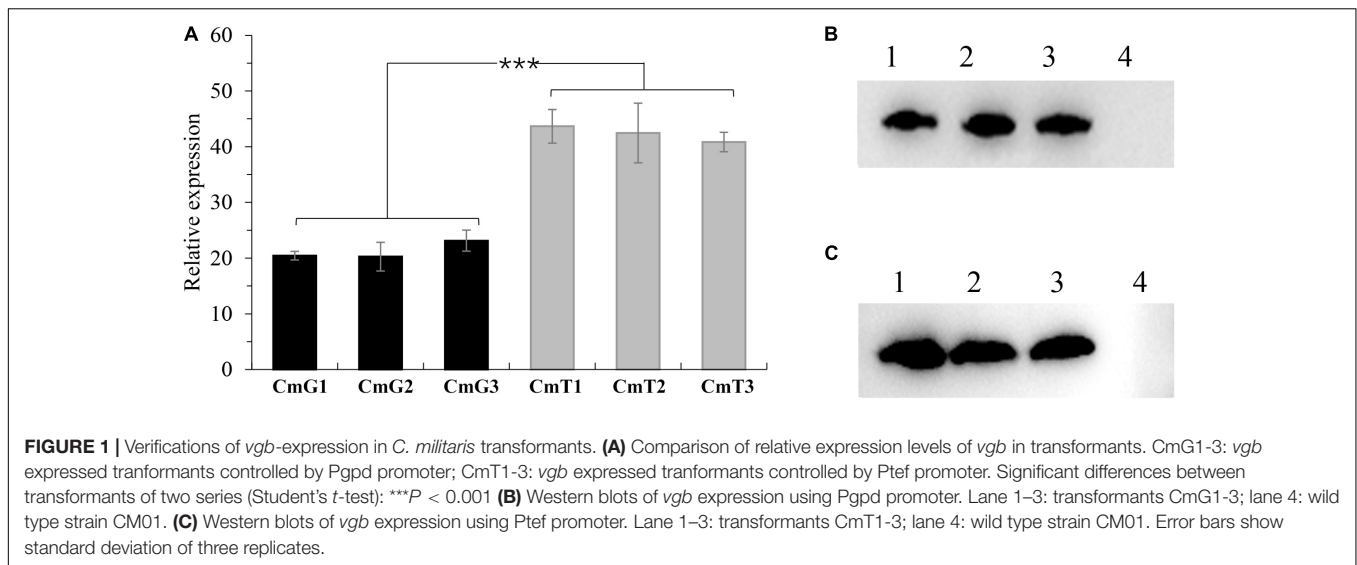 A
60
50
40
30
20
10
0
Relative expression
***
CmG1 CmG2 CmG3 CmT1 CmT2 CmT3
B
1 2 3 4
C
1 2 3 4
FIGURE 1 | Verifications of vgb-expression in C. militaris transformants. (A) Comparison of relative expression levels of vgb in transformants. CmG1-3: vgb
expressed tranformants controlled by Pgpd promoter; CmT1-3: vgb expressed tranformants controlled by Ptef promoter. Significant differences between
transformants of two series (Student's t-test): ***P < 0.001 (B) Western blots of vgb expression using Pgpd promoter. Lane 1–3: transformants CmG1-3; lane 4: wild
type strain CM01. (C) Western blots of vgb expression using Ptef promoter. Lane 1–3: transformants CmT1-3; lane 4: wild type strain CM01. Error bars show
standard deviation of three replicates.